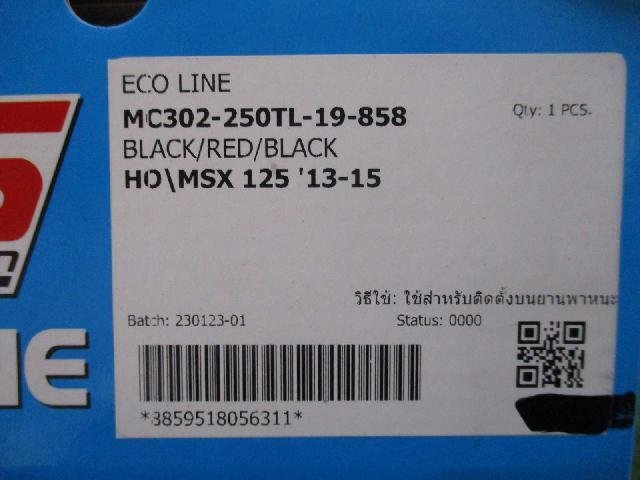 ECO LINE
MC302-250TL-19-858
Qty: 1 PCS.
BLACK/RED/BLACK
HO\MSX 125 '13-15
วิธีใช้: ใช้สำหรับติดตั้งบนยานพาหนะ
Batch: 230123-01
Status: 0000
*8859518056311*